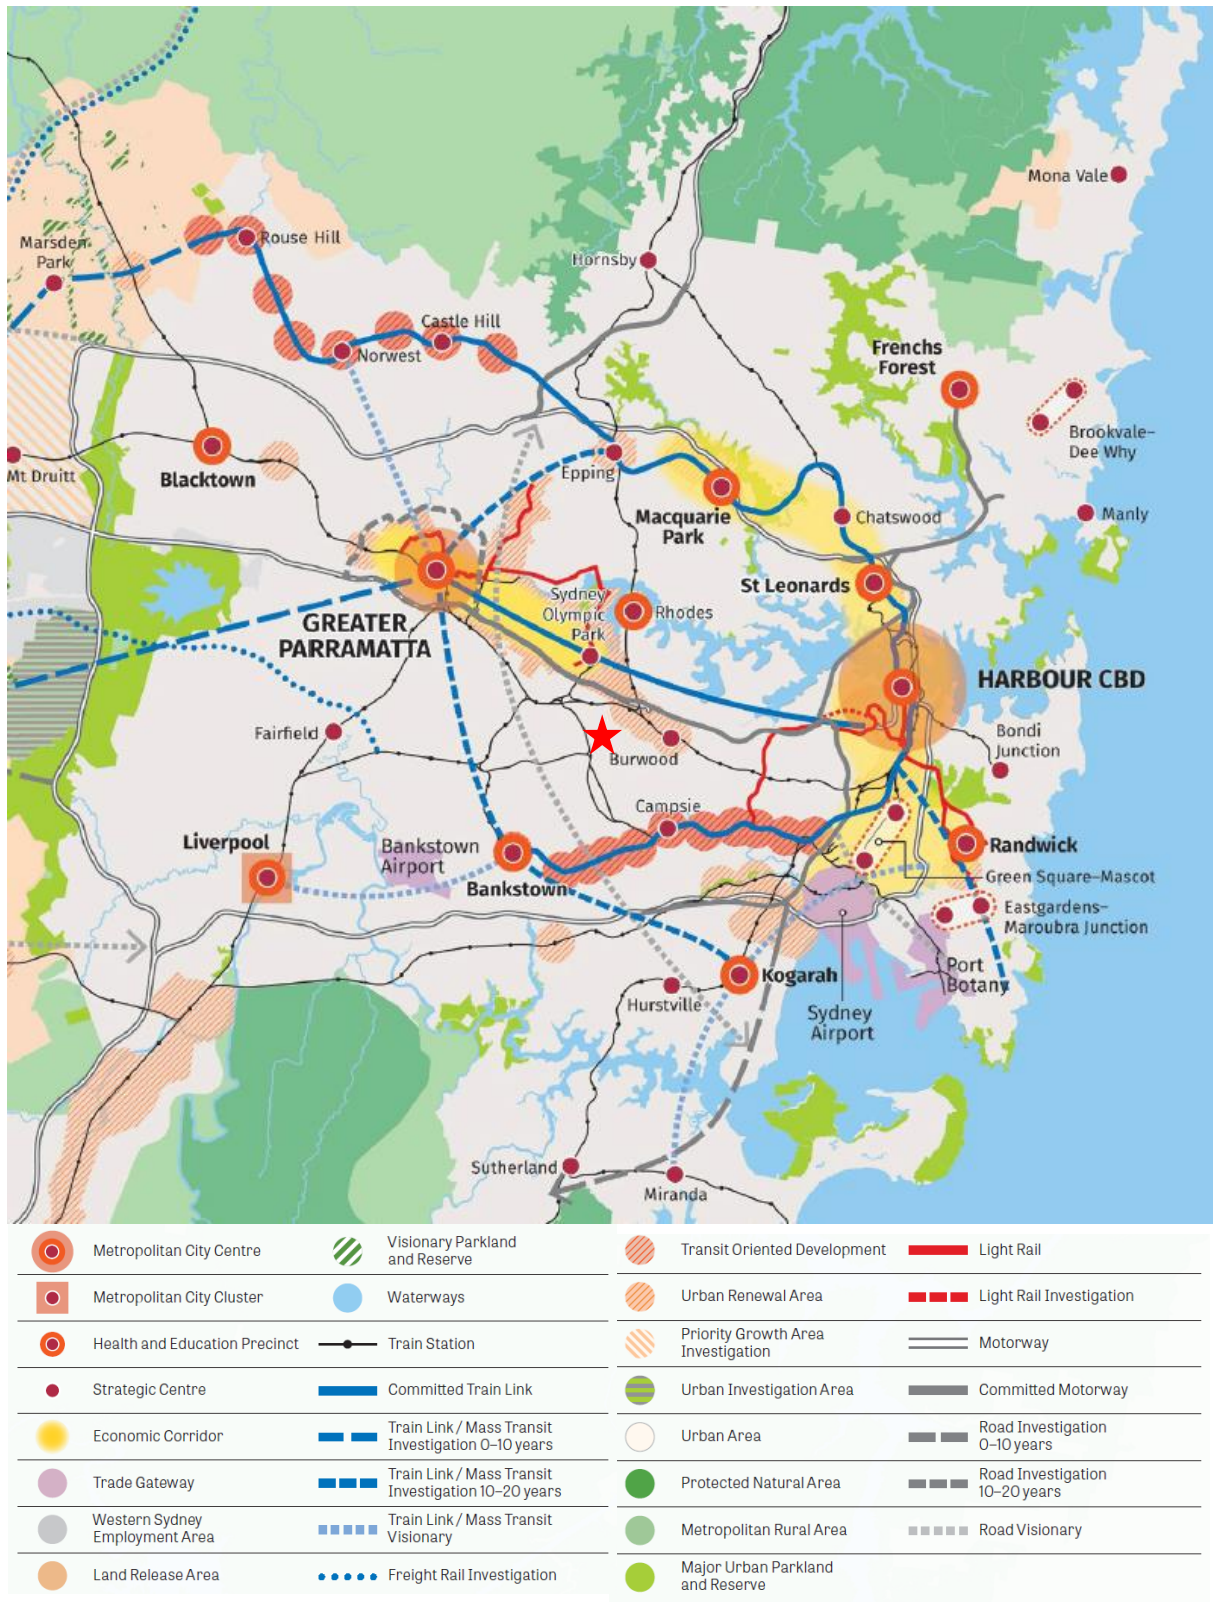 Mona Vale
Marsden
Park
Rouse Hill
Hornsby
Castle Hill
Norwest
Frenchs
Forest
Brookvale–
Dee Why
Mt Druitt
Blacktown
Epping
Macquarie
Park
Chatswood
Manly
St Leonards
Sydney
Olympic
Park
Rhodes
GREATER
PARRAMATTA
HARBOUR CBD
Fairfield
Burwood
Bondi
Junction
Campsie
Liverpool
Bankstown
Airport
Bankstown
Randwick
Green Square–Mascot
Eastgardens–
Maroubra Junction
Kogarah
Port
Botany
Hurstville
Sydney
Airport
Sutherland
Miranda
Metropolitan City Centre
Metropolitan City Cluster
Health and Education Precinct
Strategic Centre
Economic Corridor
Trade Gateway
Western Sydney
Employment Area
Land Release Area
Visionary Parkland
and Reserve
Waterways
Train Station
Committed Train Link
Train Link / Mass Transit
Investigation 0–10 years
Train Link / Mass Transit
Investigation 10–20 years
Train Link / Mass Transit
Visionary
Freight Rail Investigation
Transit Oriented Development
Urban Renewal Area
Priority Growth Area
Investigation
Urban Investigation Area
Urban Area
Protected Natural Area
Metropolitan Rural Area
Major Urban Parkland
and Reserve
Light Rail
Light Rail Investigation
Motorway
Committed Motorway
Road Investigation
0–10 years
Road Investigation
10–20 years
Road Visionary